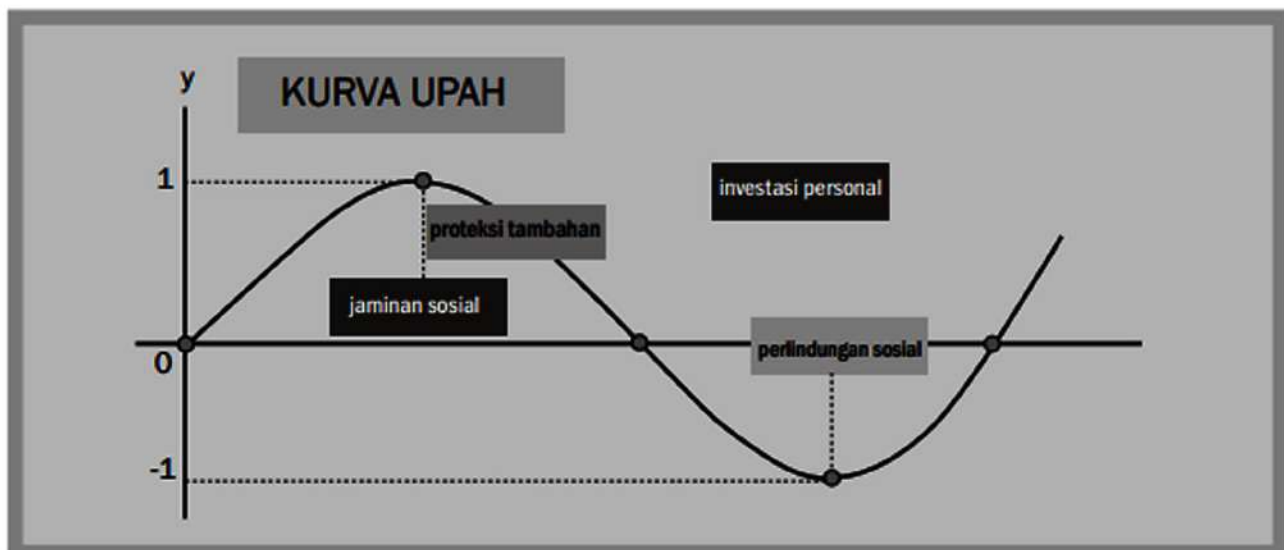 y
KURVA UPAH
1
investasi personal
proteksi tambahan
jaminan sosial
0
perlindungan sosial
-1